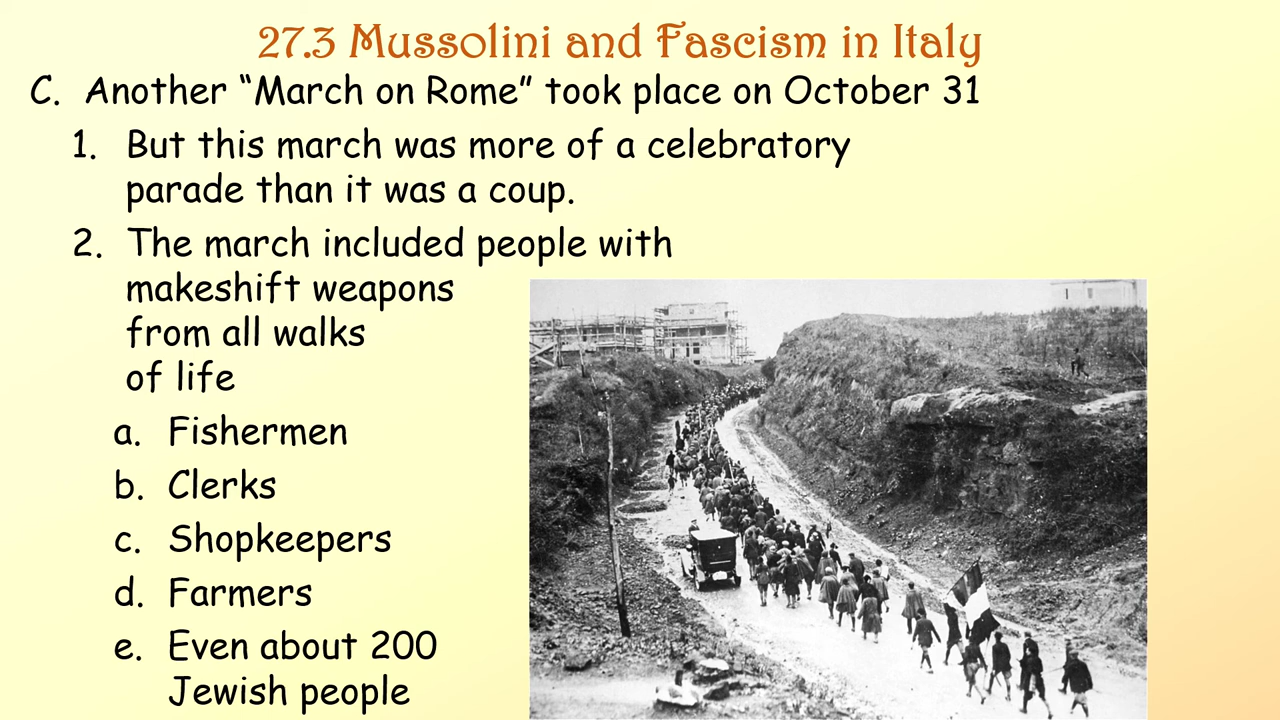 27.3 Mussolini and Fascism in Italy
C. Another “March on Rome” took place on October 31
1. But this march was more of a celebratory
parade than it was a coup.
2. The march included people with
makeshift weapons
from all walks
of life
a. Fishermen
b. Clerks
c. Shopkeepers
d. Farmers
e. Even about 200
Jewish people